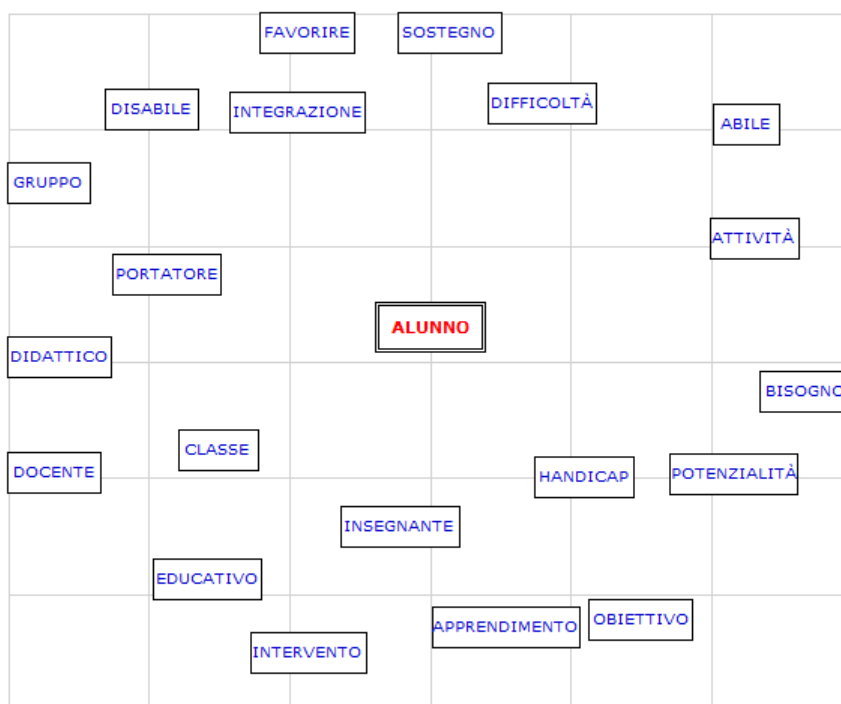 FAVORIRE
SOSTEGNO
DISABILE
INTEGRAZIONE
DIFFICOLTÀ
ABILE
GRUPPO
ATTIVITÀ
PORTATORE
ALUNNO
DIDATTICO
BISOGNO
CLASSE
DOCENTE
HANDICAP
POTENZIALITÀ
INSEGNANTE
EDUCATIVO
APPRENDIMENTO
OBIETTIVO
INTERVENTO